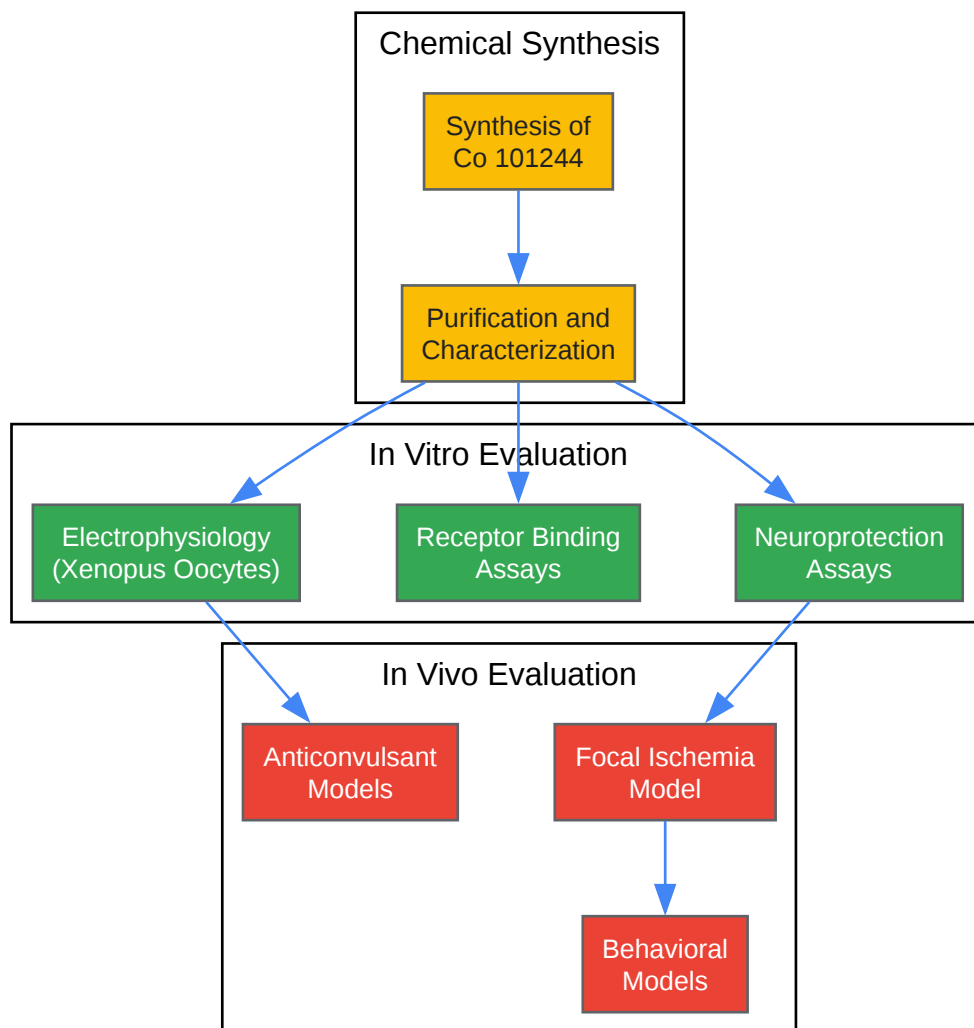 Chemical Synthesis
Synthesis of
Co 101244
Purification and
Characterization
In Vitro Evaluation
Electrophysiology
(Xenopus Oocytes)
Receptor Binding
Assays
Neuroprotection
Assays
In Vivo Evaluation
Anticonvulsant
Models
Focal Ischemia
Model
Behavioral
Models